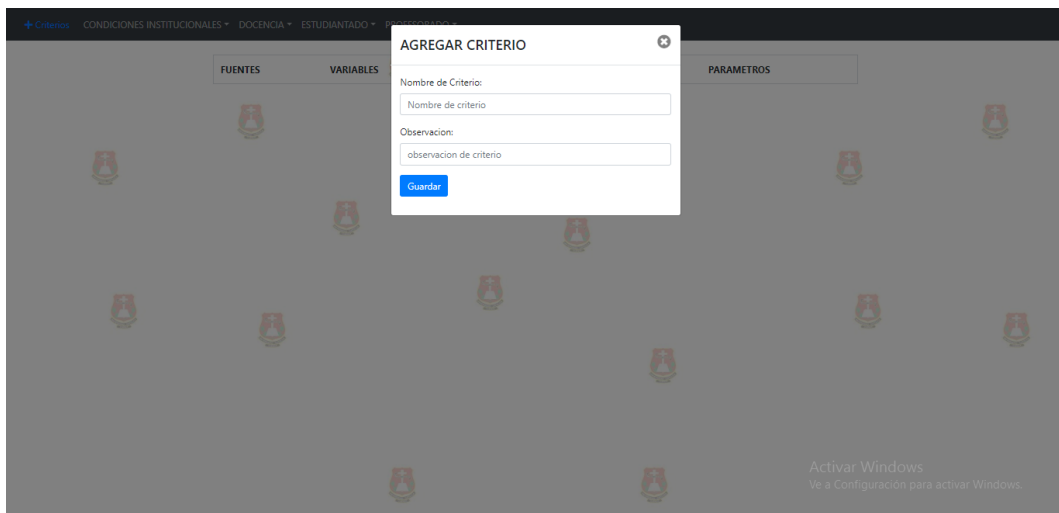 + Criterios CONDICIONES INSTITUCIONALES DOCENCIA ESTUDIANTADO PROFESORADO
AGREGAR CRITERIO
FUENTES VARIABLES PARAMETROS
Nombre de Criterio:
Nombre de criterio
Observacion:
observacion de criterio
Guardar
Activar Windows
Ve a Configuración para activar Windows.